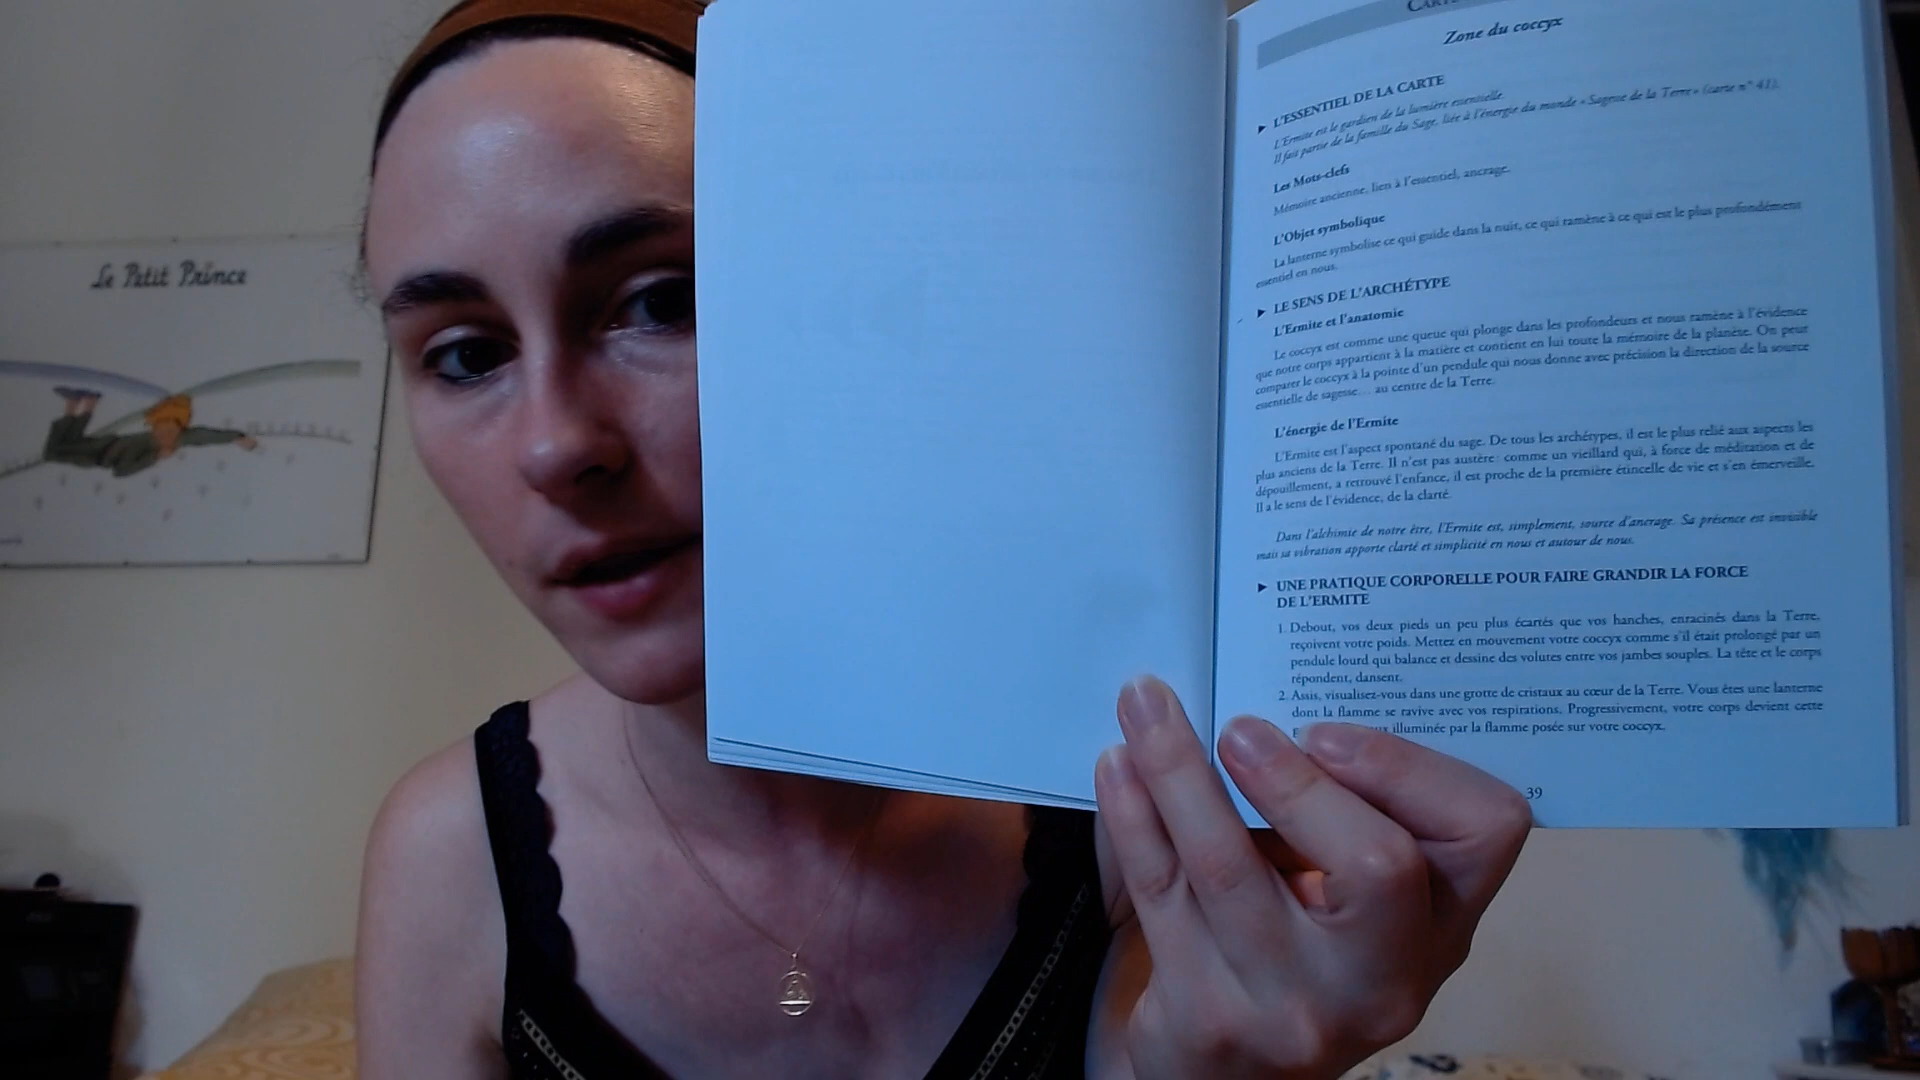 Le Petit Prince
Zone du coccyx
► L'ESSENTIEL DE LA CARTE
L'Ermite est le gardien de la lumière essentielle.
Il fait partie de la famille du Sage, liée à l'énergie du monde « Sagesse de la Terre » (carte n° 41).
Les Mots-clefs
Mémoire ancienne, lien à l'essentiel, ancrage.
L'Objet symbolique
La lanterne symbolise ce qui guide dans la nuit, ce qui ramène à ce qui est le plus profondément
essentiel en nous.
► LE SENS DE L'ARCHÉTYPE
L'Ermite et l'anatomie
Le coccyx est comme une queue qui plonge dans les profondeurs et nous ramène à l'évidence
que notre corps appartient à la matière et contient en lui toute la mémoire de la planète. On peut
comparer le coccyx à la pointe d'un pendule qui nous donne avec précision la direction de la source
essentielle de sagesse... au centre de la Terre.
L'énergie de l'Ermite
L'Ermite est l'aspect spontané du sage. De tous les archétypes, il est le plus relié aux aspects les
plus anciens de la Terre. Il n'est pas austère : comme un vieillard qui, à force de méditation et de
dépouillement, a retrouvé l'enfance, il est proche de la première étincelle de vie et s'en émerveille.
Il a le sens de l'évidence, de la clarté.
Dans l'alchimie de notre être, l'Ermite est, simplement, source d'ancrage. Sa présence est invisible
mais sa vibration apporte clarté et simplicité en nous et autour de nous.
► UNE PRATIQUE CORPORELLE POUR FAIRE GRANDIR LA FORCE
DE L'ERMITE
1. Debout, vos deux pieds un peu plus écartés que vos hanches, enracinés dans la Terre,
reçoivent votre poids. Mettez en mouvement votre coccyx comme s'il était prolongé par un
pendule lourd qui balance et dessine des volutes entre vos jambes souples. La tête et le corps
répondent, dansent.
2. Assis, visualisez-vous dans une grotte de cristaux au cœur de la Terre. Vous êtes une lanterne
dont la flamme se ravive avec vos respirations. Progressivement, votre corps devient cette
illuminée par la flamme posée sur votre coccyx.
39